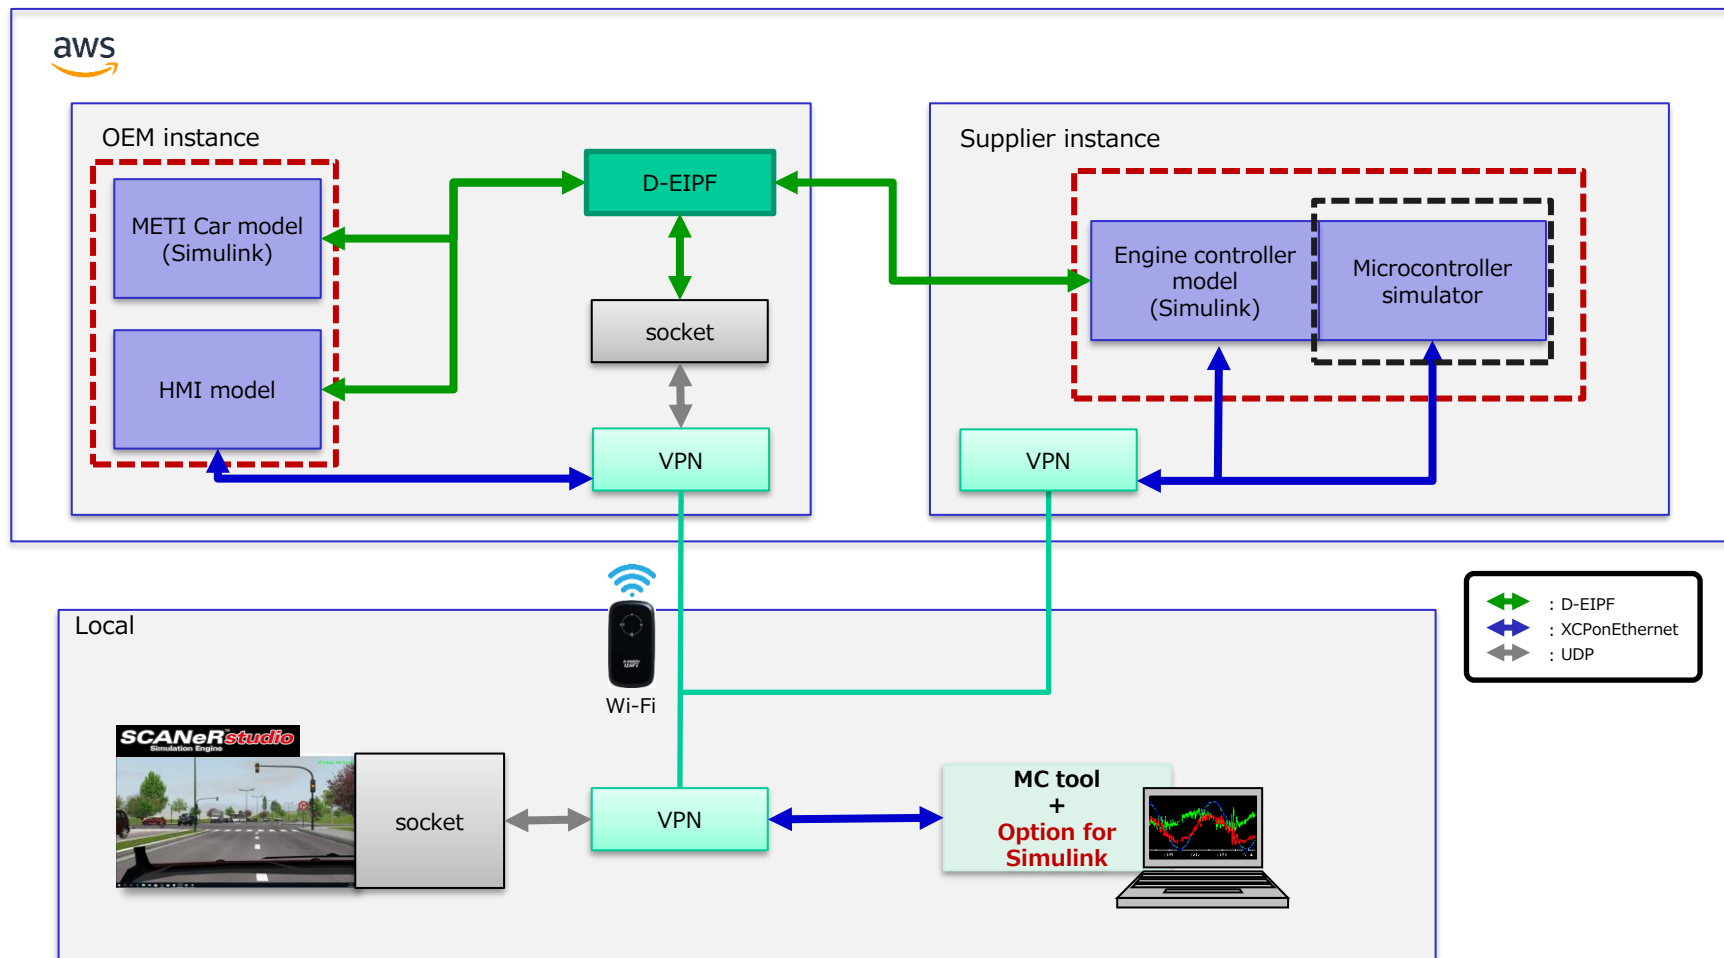 aws
OEM instance
METI Car model
(Simulink)
HMI model
D-EIPF
socket
VPN
Supplier instance
Engine controller
model
(Simulink)
Microcontroller
simulator
VPN
: D-EIPF
: XCPonEthernet
: UDP
Local
Wi-Fi
SCANeRstudio
Simulation Engine
socket
VPN
MC tool
+
Option for
Simulink